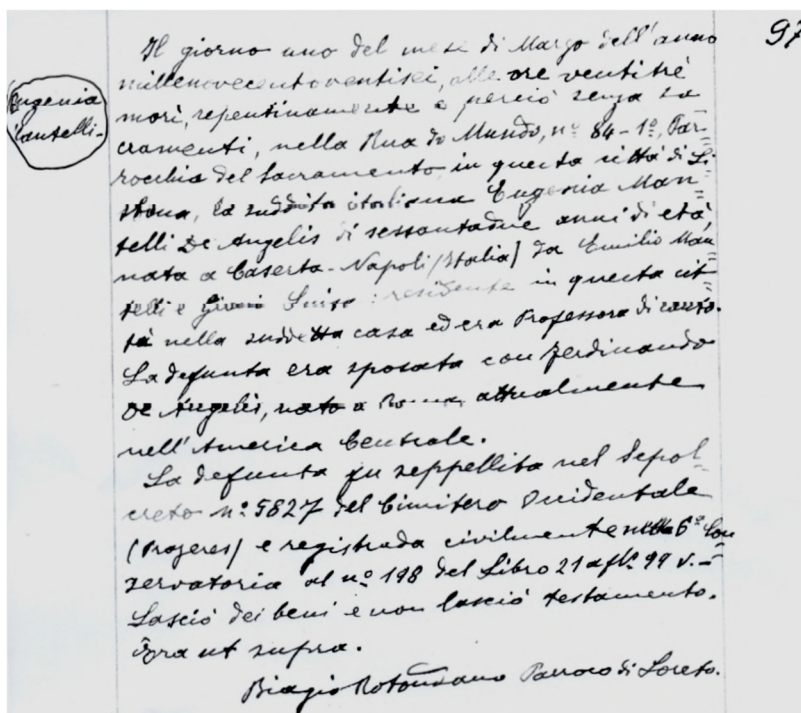 97
Eugenia
Mantelli-
Il giorno uno del mese di Marzo dell'anno
millenovecentoventisei, alle ore ventitré
morì, repentinamente e perciò senza sa
cramenti, nella Rua do Mundo, nº 84-1º, Par-
rocchia del Sacramento in questa città di Li=
sbona, la suddita italiana Eugenia Man=
telli De Angelis di sessantadue anni di età,
nata a Caserta-Napoli (Italia) da Emilio Man=
telli e Luisa: residente in questa cit=
tà nella suddetta casa ed era Professora di canto.
La defunta era sposata con Ferdinando
De Angelis, nato a Roma, attualmente
nell'America Centrale.
La defunta fu seppellita nel Sepol-
creto nº 5827 del Cimitero Occidentale
(Prazeres) e registrada civilmente nella 6ª Con
servatoria al nº 198 del Libro 21 a flº 99 v.-
Lasciò dei beni e non lasciò testamento.
ut supra.
Biagio Rotondano Parroco di Loreto.